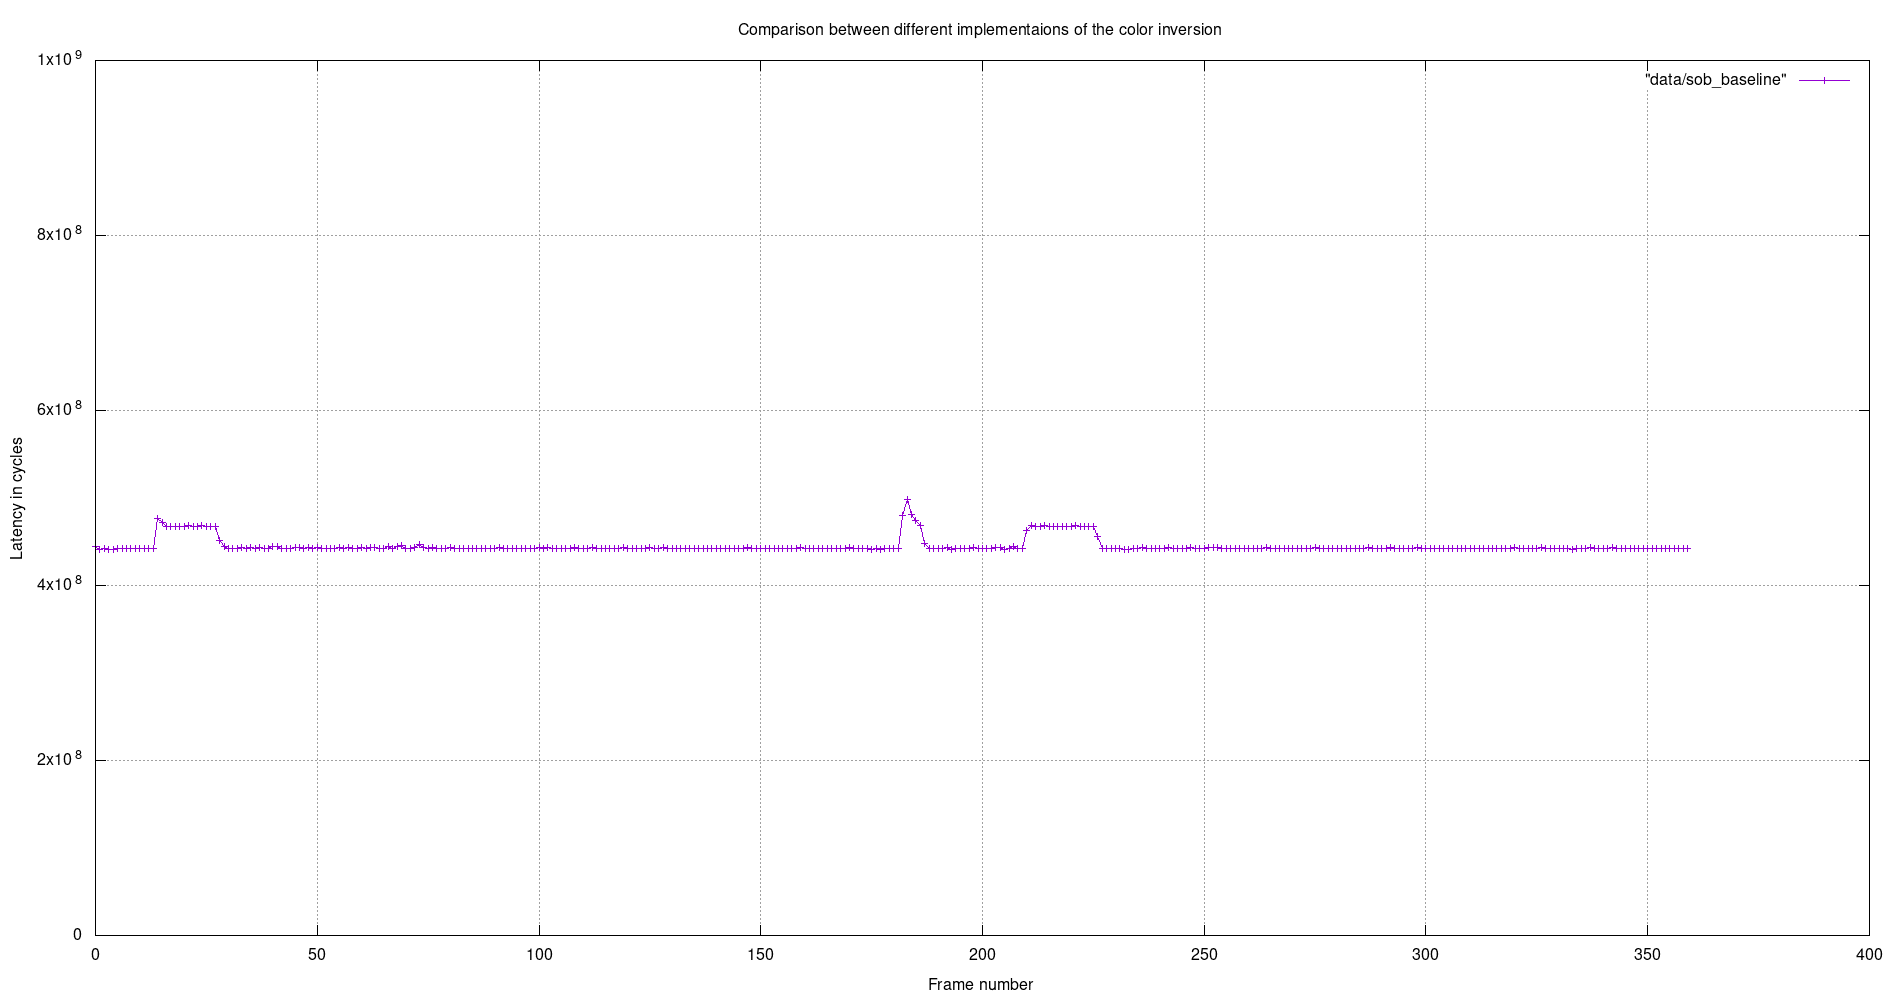 Comparison between different implementaions of the color inversion
"data/sob_baseline"
1x10^9
8x10^8
6x10^8
4x10^8
2x10^8
0
Latency in cycles
0 50 100 150 200 250 300 350 400
Frame number